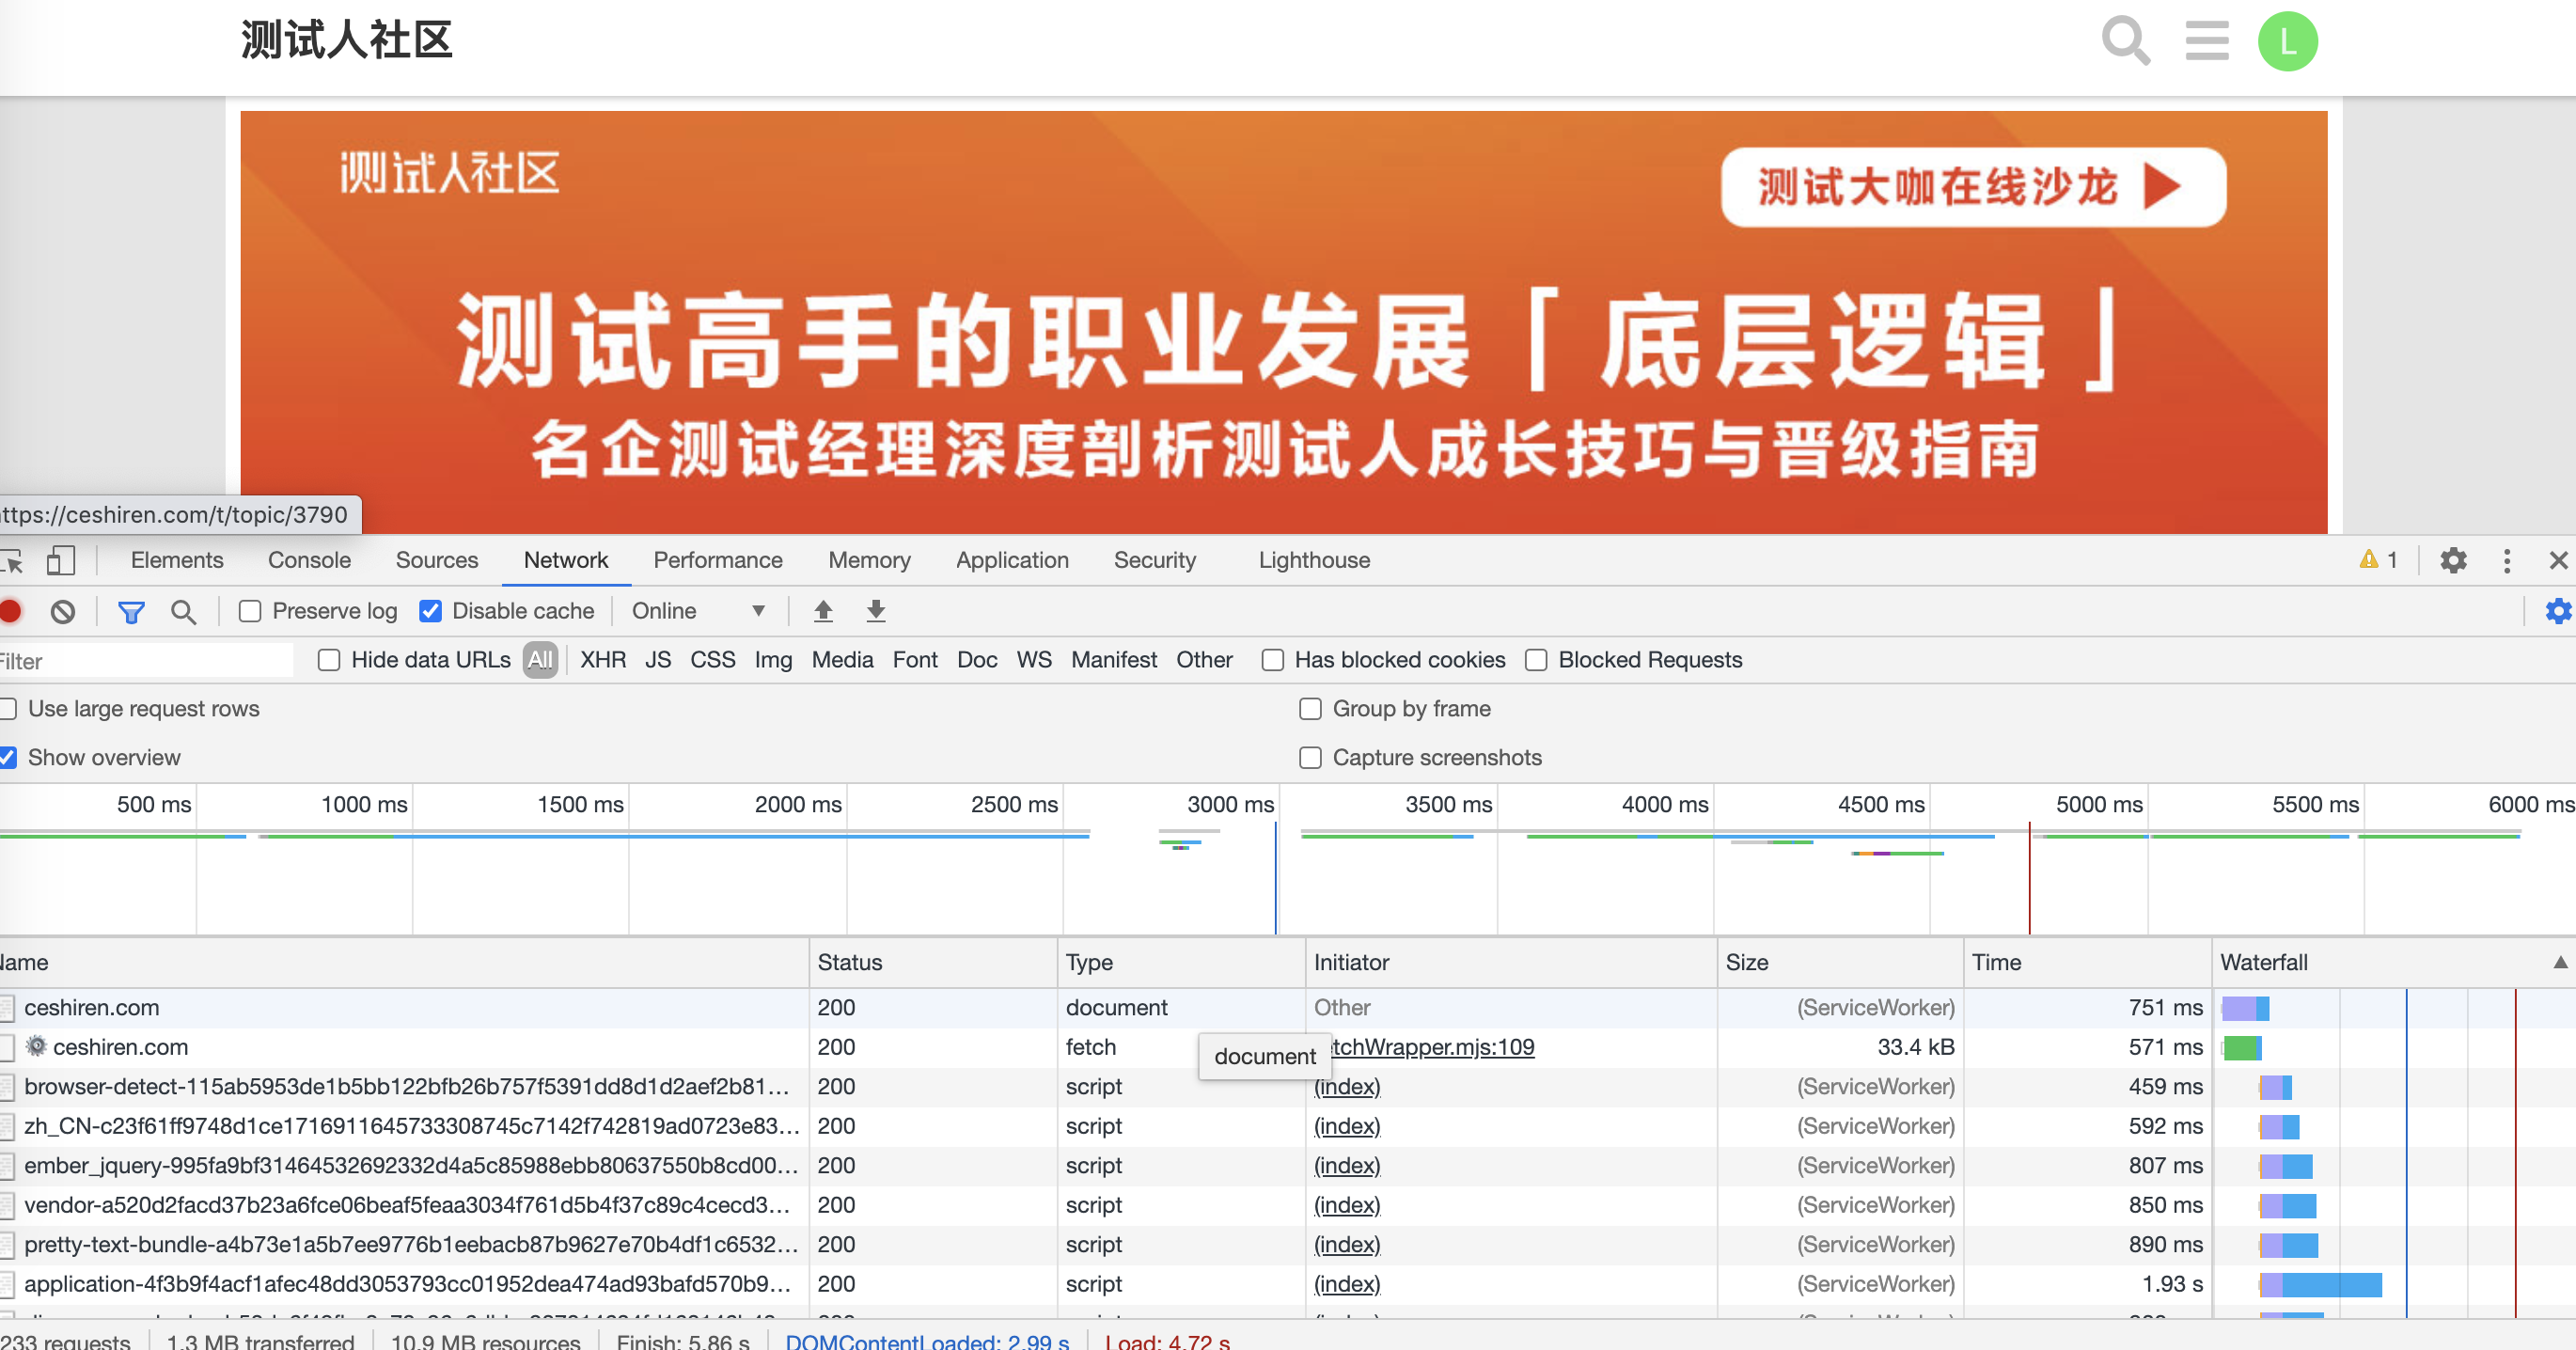 测试人社区
L
测试人社区
测试大咖在线沙龙
测试高手的职业发展「底层逻辑」
名企测试经理深度剖析测试人成长技巧与晋级指南
ttps://ceshiren.com/t/topic/3790
Elements Console Sources Network Performance Memory Application Security Lighthouse 1
Preserve log Disable cache Online
Filter Hide data URLs All XHR JS CSS Img Media Font Doc WS Manifest Other Has blocked cookies Blocked Requests
Use large request rows Group by frame
Show overview Capture screenshots
500 ms 1000 ms 1500 ms 2000 ms 2500 ms 3000 ms 3500 ms 4000 ms 4500 ms 5000 ms 5500 ms 6000 ms
Name Status Type Initiator Size Time Waterfall
ceshiren.com 200 document Other (ServiceWorker) 751 ms
ceshiren.com 200 fetch etchWrapper.mjs:109 33.4 kB 571 ms
document
browser-detect-115ab5953de1b5bb122bfb26b757f5391dd8d1d2aef2b81... 200 script (index) (ServiceWorker) 459 ms
zh_CN-c23f61ff9748d1ce1716911645733308745c7142f742819ad0723e83... 200 script (index) (ServiceWorker) 592 ms
ember_jquery-995fa9bf31464532692332d4a5c85988ebb80637550b8cd00... 200 script (index) (ServiceWorker) 807 ms
vendor-a520d2facd37b23a6fce06beaf5feaa3034f761d5b4f37c89c4cecd3... 200 script (index) (ServiceWorker) 850 ms
pretty-text-bundle-a4b73e1a5b7ee9776b1eebacb87b9627e70b4df1c6532... 200 script (index) (ServiceWorker) 890 ms
application-4f3b9f4acf1afec48dd3053793cc01952dea474ad93bafd570b9... 200 script (index) (ServiceWorker) 1.93 s
233 requests 1.3 MB transferred 10.9 MB resources Finish: 5.86 s DOMContentLoaded: 2.99 s Load: 4.72 s